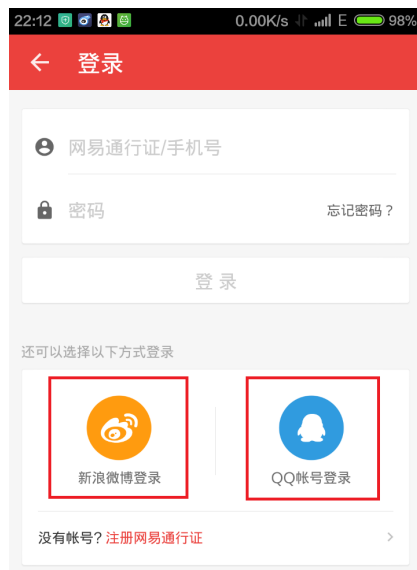 22:12 0.00K/s E 98%
登录
网易通行证/手机号
密码 忘记密码？
登 录
还可以选择以下方式登录
新浪微博登录 QQ帐号登录
没有帐号? 注册网易通行证